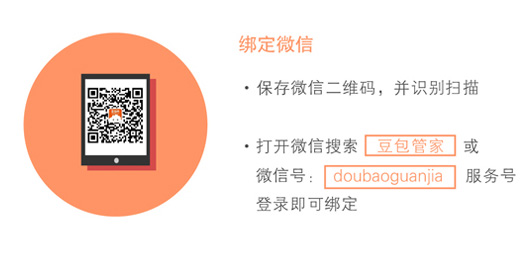 绑定微信
·保存微信二维码，并识别扫描
·打开微信搜索 豆包管家 或
微信号：doubaoguanjia 服务号
登录即可绑定